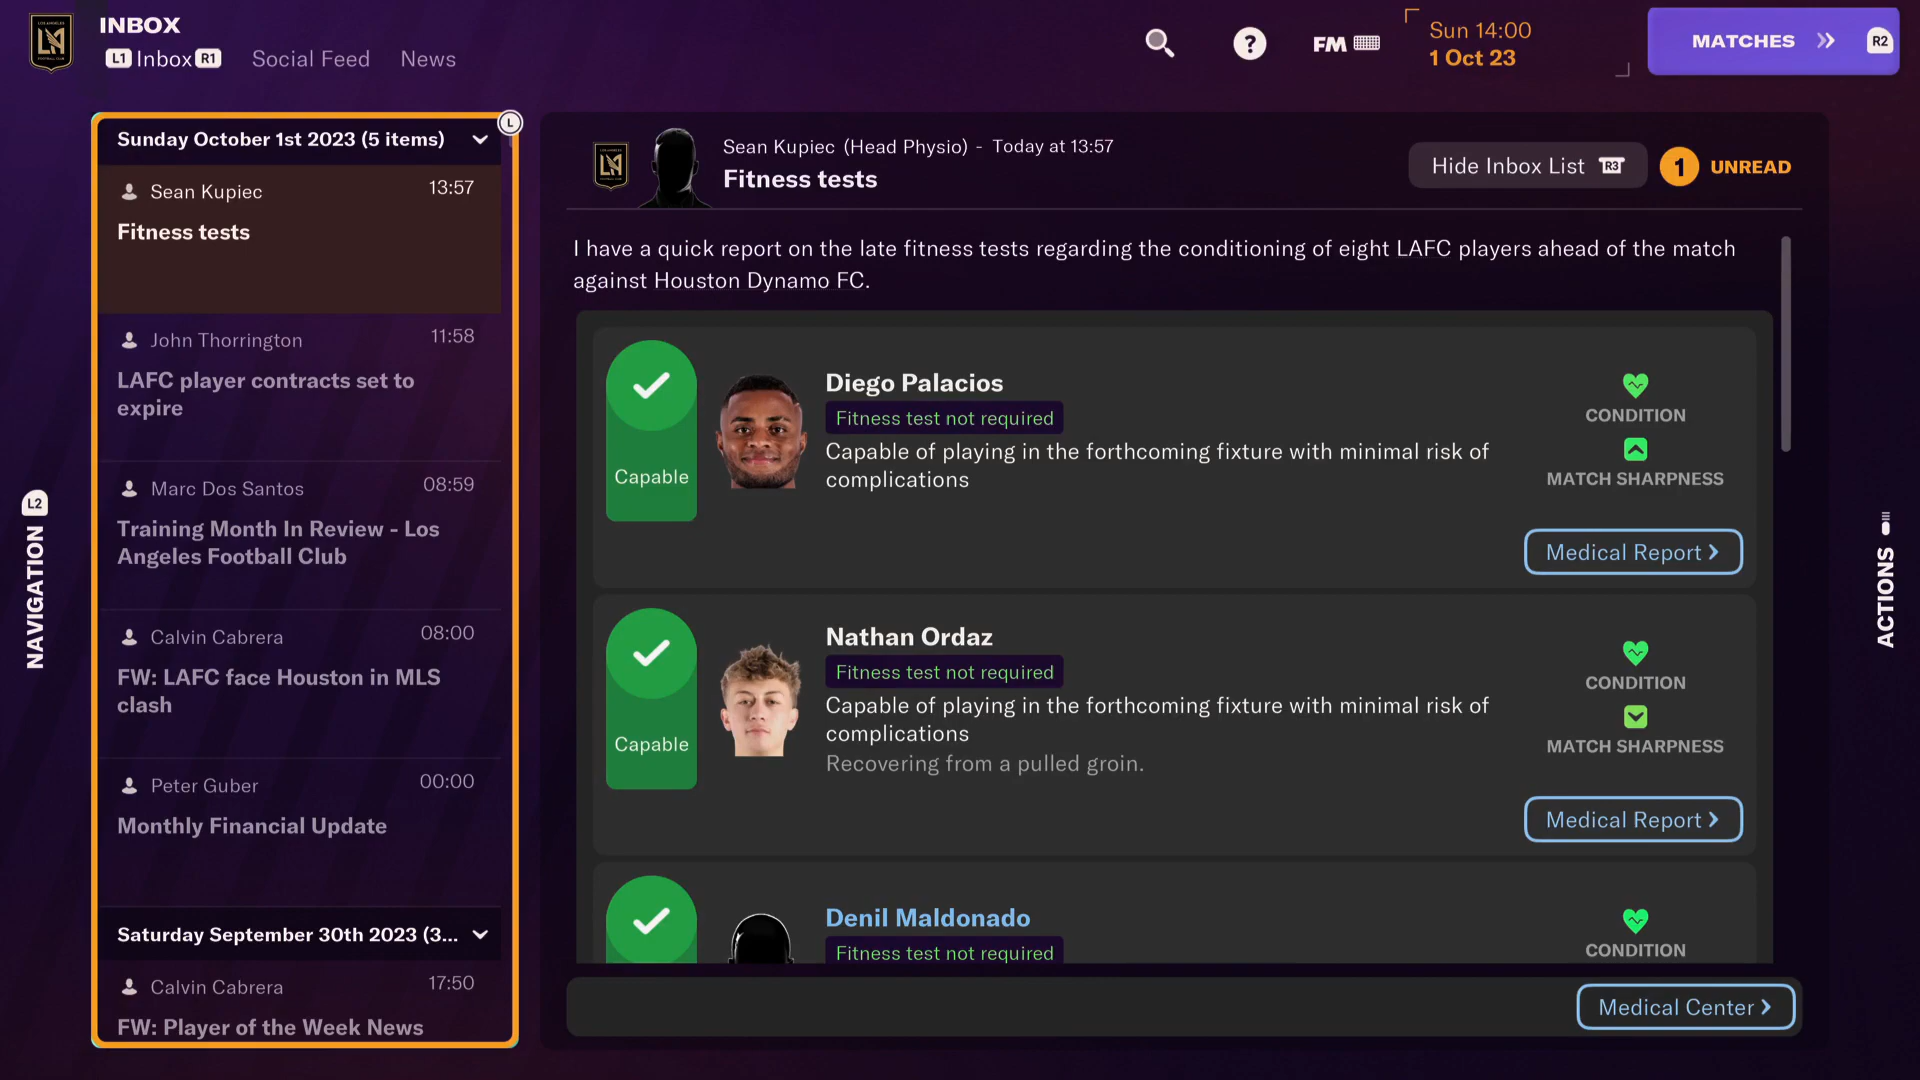 INBOX
L1 Inbox R1 Social Feed News
? FM
Sun 14:00
1 Oct 23
MATCHES R2
L
Sunday October 1st 2023 (5 items)
Sean Kupiec 13:57
Fitness tests
John Thorrington 11:58
LAFC player contracts set to
expire
Marc Dos Santos 08:59
Training Month In Review - Los
Angeles Football Club
Calvin Cabrera 08:00
FW: LAFC face Houston in MLS
clash
Peter Guber 00:00
Monthly Financial Update
Saturday September 30th 2023 (3...
Calvin Cabrera 17:50
FW: Player of the Week News
L2
NAVIGATION
Sean Kupiec (Head Physio) - Today at 13:57
Fitness tests
Hide Inbox List R3
1 UNREAD
I have a quick report on the late fitness tests regarding the conditioning of eight LAFC players ahead of the match
against Houston Dynamo FC.
Capable
Diego Palacios
Fitness test not required
Capable of playing in the forthcoming fixture with minimal risk of
complications
CONDITION
MATCH SHARPNESS
Medical Report
Capable
Nathan Ordaz
Fitness test not required
Capable of playing in the forthcoming fixture with minimal risk of
complications
Recovering from a pulled groin.
CONDITION
MATCH SHARPNESS
Medical Report
Denil Maldonado
Fitness test not required
CONDITION
Medical Center
ACTIONS